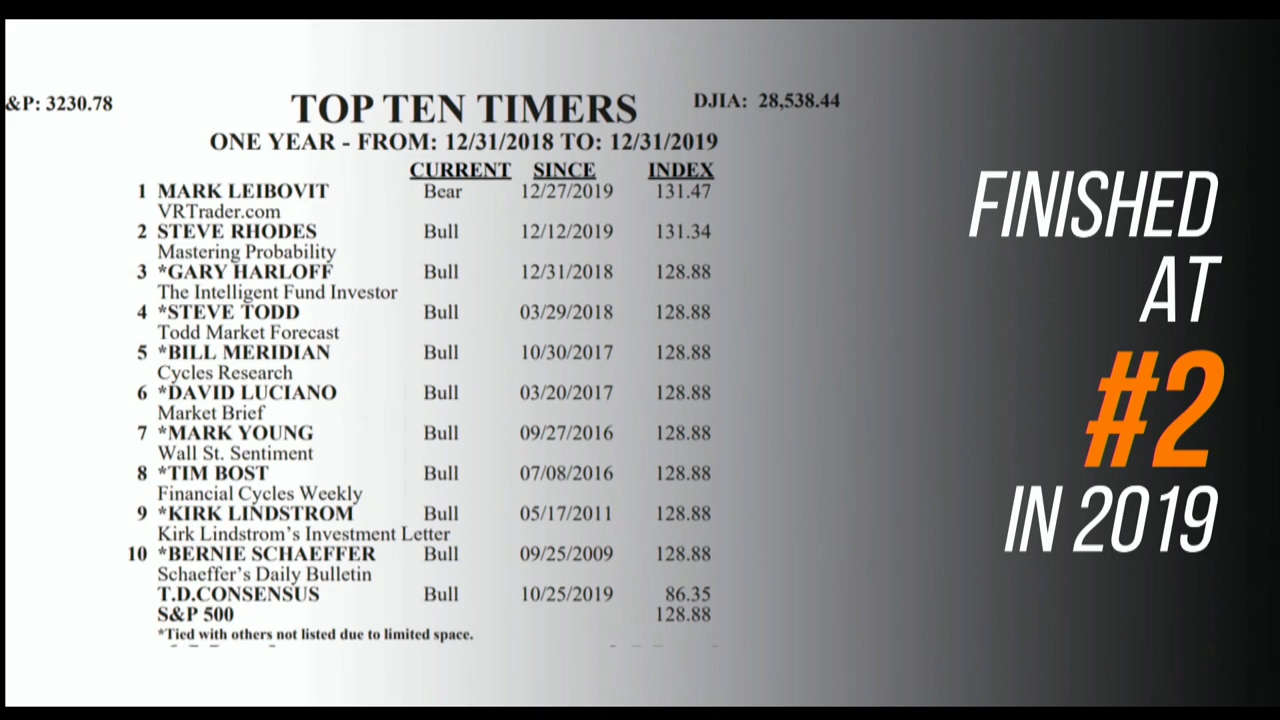 &P: 3230.78
TOP TEN TIMERS
DJIA: 28,538.44
ONE YEAR - FROM: 12/31/2018 TO: 12/31/2019
CURRENT SINCE INDEX
1 MARK LEIBOVIT Bear 12/27/2019 131.47
VRTrader.com
2 STEVE RHODES Bull 12/12/2019 131.34
Mastering Probability
3 *GARY HARLOFF Bull 12/31/2018 128.88
The Intelligent Fund Investor
4 *STEVE TODD Bull 03/29/2018 128.88
Todd Market Forecast
5 *BILL MERIDIAN Bull 10/30/2017 128.88
Cycles Research
6 *DAVID LUCIANO Bull 03/20/2017 128.88
Market Brief
7 *MARK YOUNG Bull 09/27/2016 128.88
Wall St. Sentiment
8 *TIM BOST Bull 07/08/2016 128.88
Financial Cycles Weekly
9 *KIRK LINDSTROM Bull 05/17/2011 128.88
Kirk Lindstrom's Investment Letter
10 *BERNIE SCHAEFFER Bull 09/25/2009 128.88
Schaeffer's Daily Bulletin
T.D.CONSENSUS Bull 10/25/2019 86.35
S&P 500 128.88
*Tied with others not listed due to limited space.
FINISHED
AT
#2
IN 2019